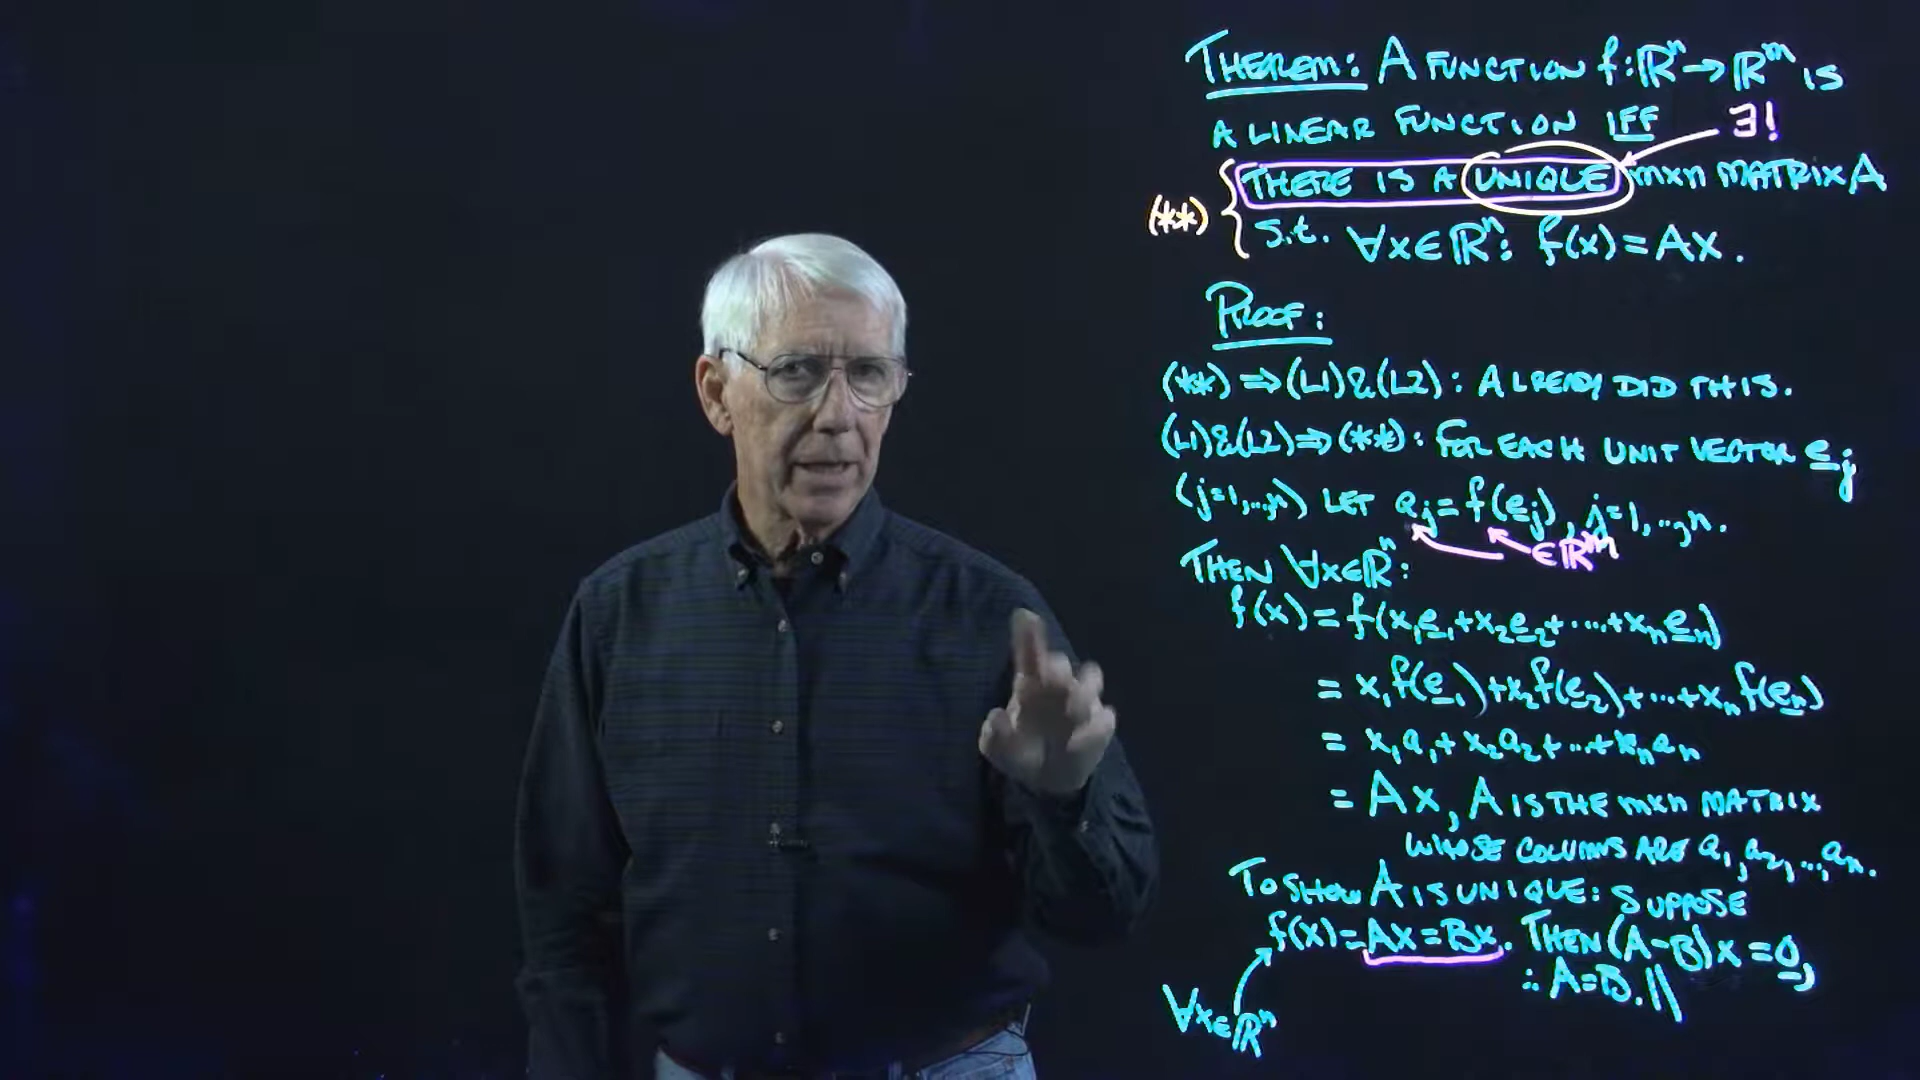 THEOREM: A FUNCTION f:ℝⁿ→ℝᵐ IS
A LINEAR FUNCTION IFF
∃!
THERE IS A UNIQUE m×n MATRIX A
(**)
s.t. ∀x∈ℝⁿ: f(x)=Ax.
PROOF:
(**)⇒(L1)&(L2): ALREADY DID THIS.
(L1)&(L2)⇒(**): FOR EACH UNIT VECTOR e_j
(j=1,...,n) LET a_j=f(e_j), j=1,...,n.
∈ℝᵐ
THEN ∀x∈ℝⁿ:
f(x)=f(x₁e₁+x₂e₂+.....+xₙeₙ)
=x₁f(e₁)+x₂f(e₂)+...+xₙf(eₙ)
=x₁a₁+x₂a₂+...+xₙaₙ
=Ax, A IS THE m×n MATRIX
WHOSE COLUMNS ARE a₁,a₂,...,aₙ.
TO SHOW A IS UNIQUE: SUPPOSE
f(x)=Ax=Bx. THEN (A-B)x=0,
∴ A=B.//
∀x∈ℝⁿ